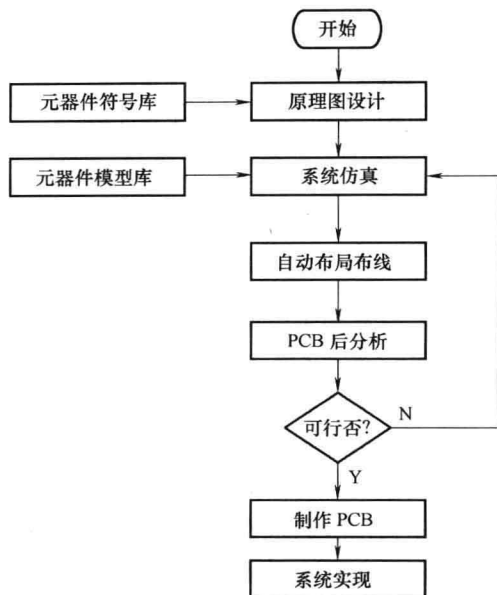 开始
元器件符号库
原理图设计
元器件模型库
系统仿真
自动布局布线
PCB 后分析
可行否?
N
Y
制作 PCB
系统实现